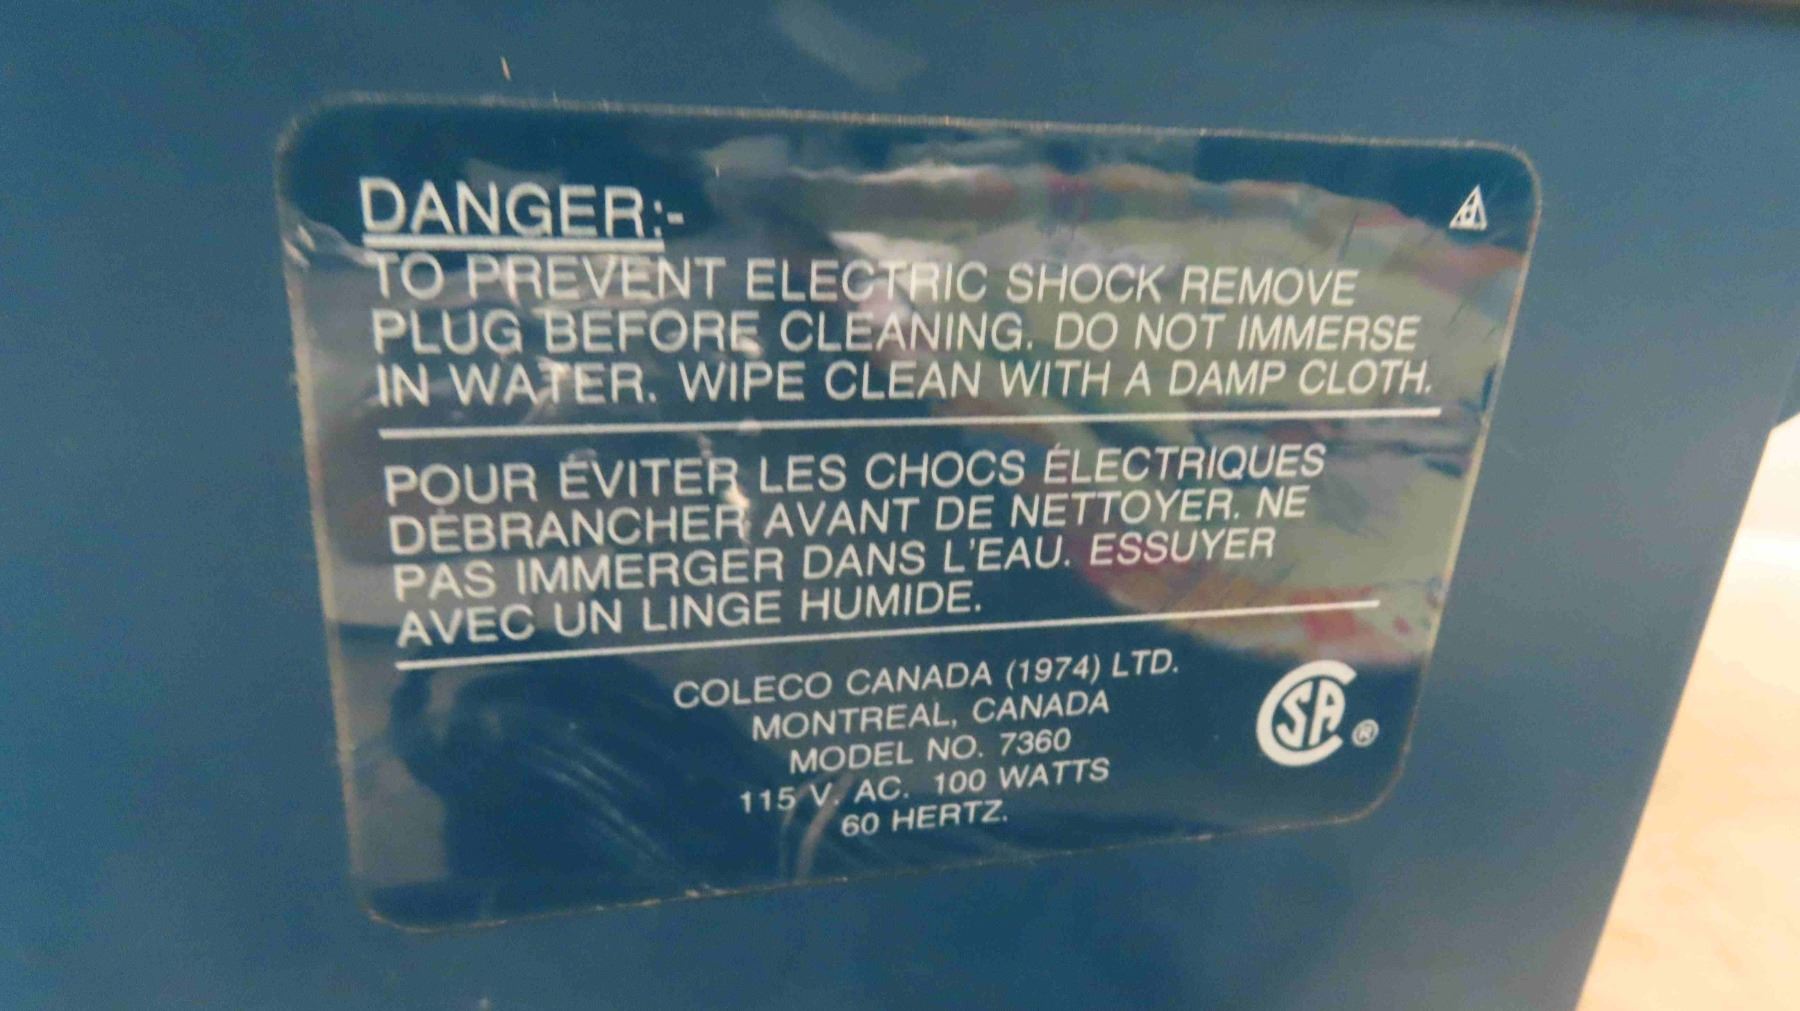 DANGER:-
TO PREVENT ELECTRIC SHOCK REMOVE
PLUG BEFORE CLEANING. DO NOT IMMERSE
IN WATER. WIPE CLEAN WITH A DAMP CLOTH.
POUR ÉVITER LES CHOCS ÉLECTRIQUES
DÉBRANCHER AVANT DE NETTOYER. NE
PAS IMMERGER DANS L'EAU. ESSUYER
AVEC UN LINGE HUMIDE.
COLECO CANADA (1974) LTD.
MONTREAL, CANADA
MODEL NO. 7360
115 V. AC. 100 WATTS
60 HERTZ.
CSA ®